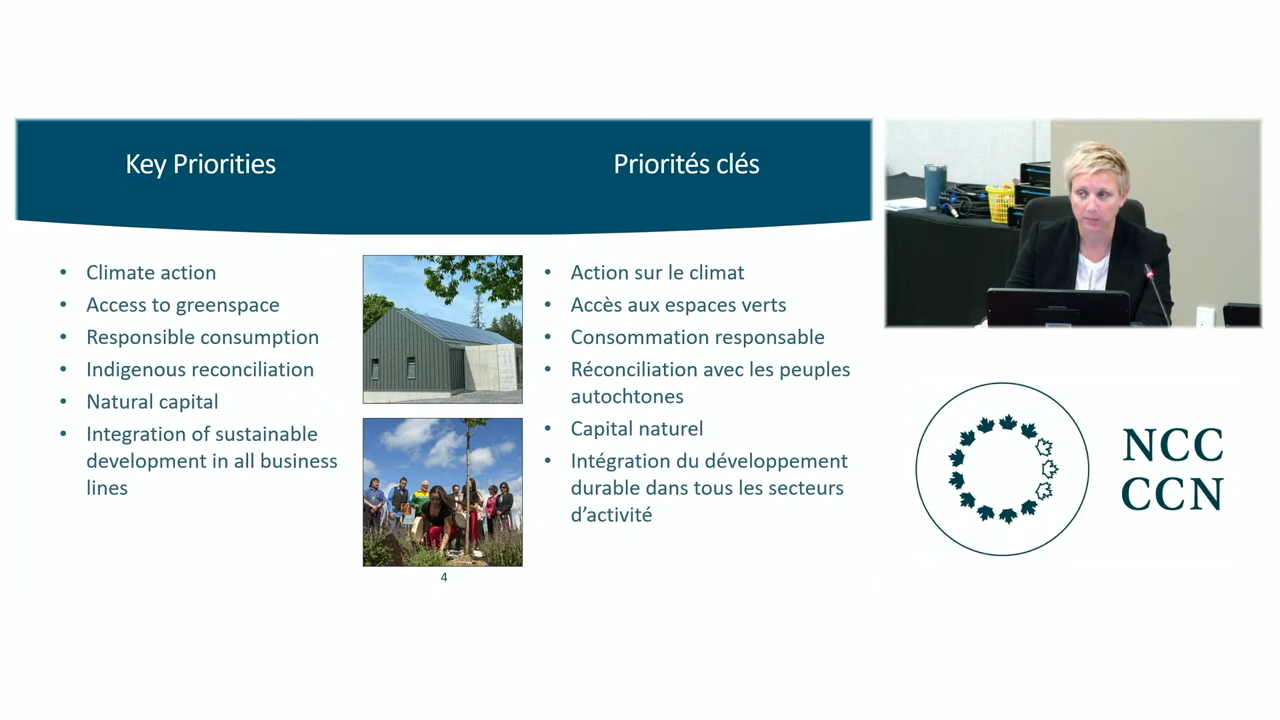 Key Priorities
• Climate action
• Access to greenspace
• Responsible consumption
• Indigenous reconciliation
• Natural capital
• Integration of sustainable
development in all business
lines
Priorités clés
• Action sur le climat
• Accès aux espaces verts
• Consommation responsable
• Réconciliation avec les peuples
autochtones
• Capital naturel
• Intégration du développement
durable dans tous les secteurs
d’activité
4
NCC
CCN